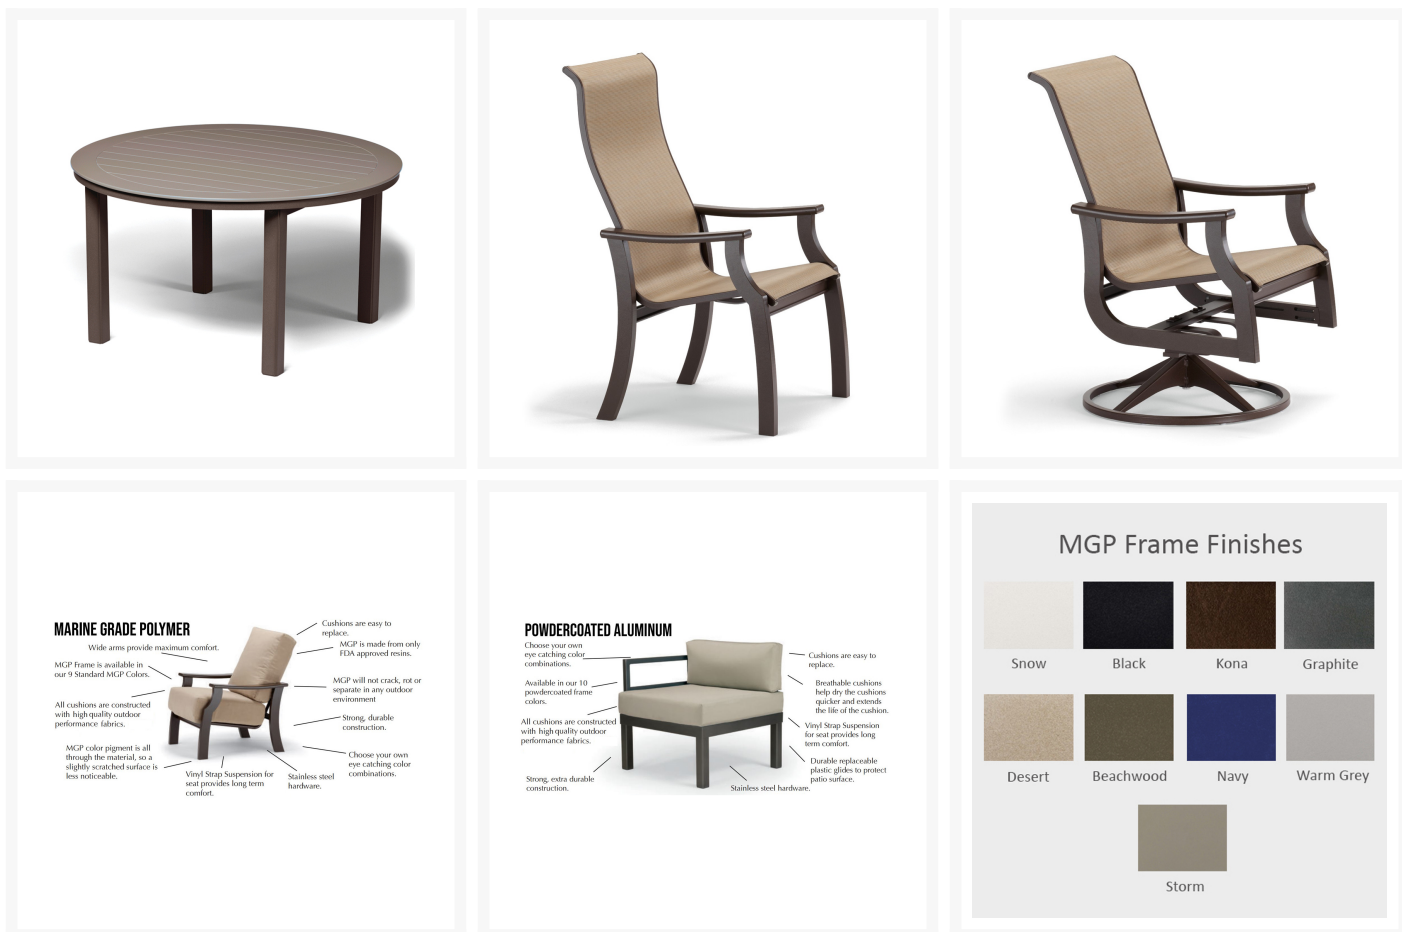 MARINE GRADE POLYMER
Wide arms provide maximum comfort.
MGP Frame is available in
our 9 Standard MGP Colors.
All cushions are constructed
with high quality outdoor
performance fabrics.
MGP color pigment is all
through the material, so a
slightly scratched surface is
less noticeable.
Vinyl Strap Suspension for
seat provides long term
comfort.
Stainless steel
hardware.
Cushions are easy to
replace.
MGP is made from only
FDA approved resins.
MGP will not crack, rot or
separate in any outdoor
environment
Strong, durable
construction.
Choose your own
eye catching color
combinations.
POWDERCOATED ALUMINUM
Choose your own
eye catching color
combinations.
Available in our 10
powdercoated frame
colors.
All cushions are constructed
with high quality outdoor
performance fabrics.
Strong, extra durable
construction.
Stainless steel hardware.
Cushions are easy to
replace.
Breathable cushions
help dry the cushions
quicker and extends
the life of the cushion.
Vinyl Strap Suspension
for seat provides long
term comfort.
Durable replaceable
plastic glides to protect
patio surface.
MGP Frame Finishes
Snow
Black
Kona
Graphite
Desert
Beachwood
Navy
Warm Grey
Storm